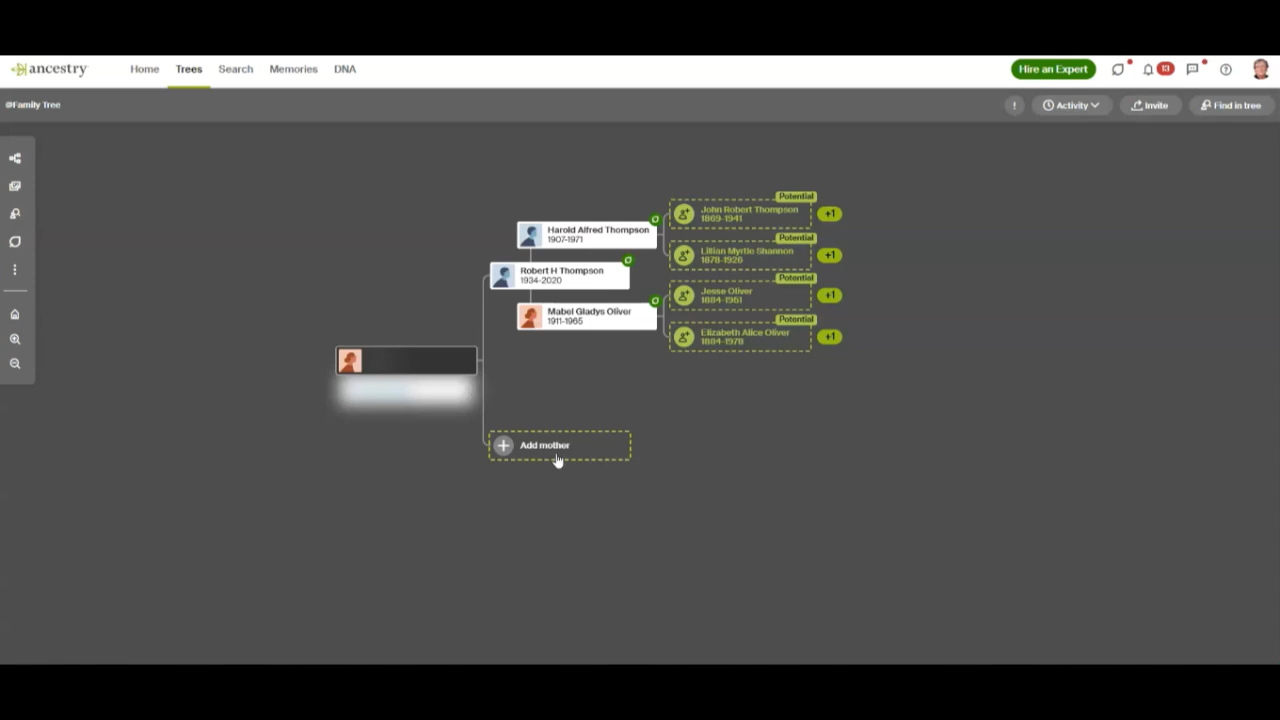 ancestry
Home Trees Search Memories DNA
Hire an Expert
13
@Family Tree
Activity
Invite
Find in tree
Potential
John Robert Thompson
1869-1941
+1
Harold Alfred Thompson
1907-1971
Potential
Lillian Myrtle Shannon
1878-1926
+1
Robert H Thompson
1934-2020
Potential
Jesse Oliver
1884-1951
+1
Mabel Gladys Oliver
1911-1965
Potential
Elizabeth Alice Oliver
1884-1978
+1
Add mother